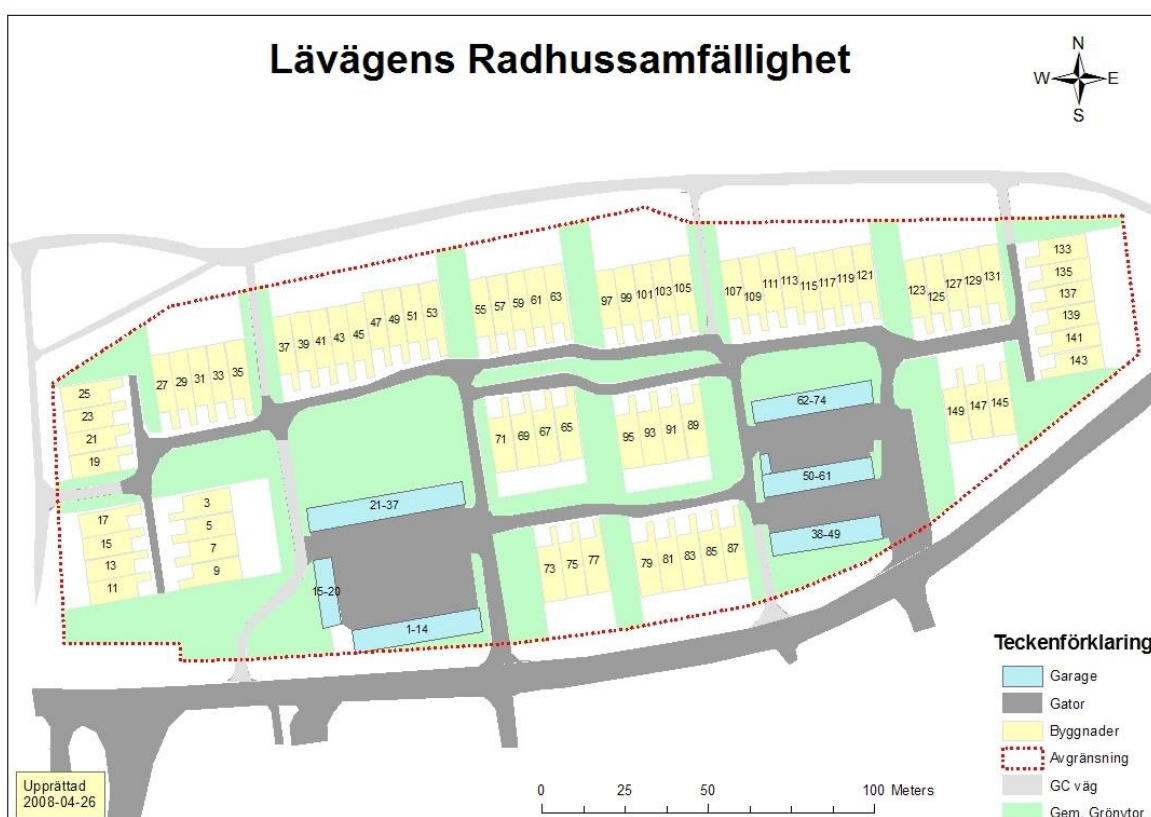 Lävägens Radhussamfällighet
N
W E
S
133
135
137
139
141
143
107 109 111 113 115 117 119 121
123 125 127 129 131
97 99 101 103 105
55 57 59 61 63
37 39 41 43 45 47 49 51 53
27 29 31 33 35
25
23
21
19
62-74
149 147 145
71 69 67 65
95 93 91 89
50-61
21-37
38-49
3
5
7
9
17
15
13
11
73 75 77
79 81 83 85 87
15-20
1-14
Teckenförklaring
Garage
Gator
Byggnader
Avgränsning
GC väg
Gem. Grönytor
Upprättad
2008-04-26
0 25 50 100 Meters